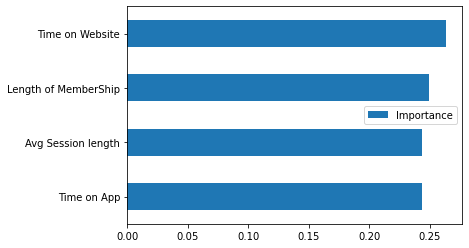 Time on Website
Length of MemberShip
Importance
Avg Session length
Time on App
0.00 0.05 0.10 0.15 0.20 0.25